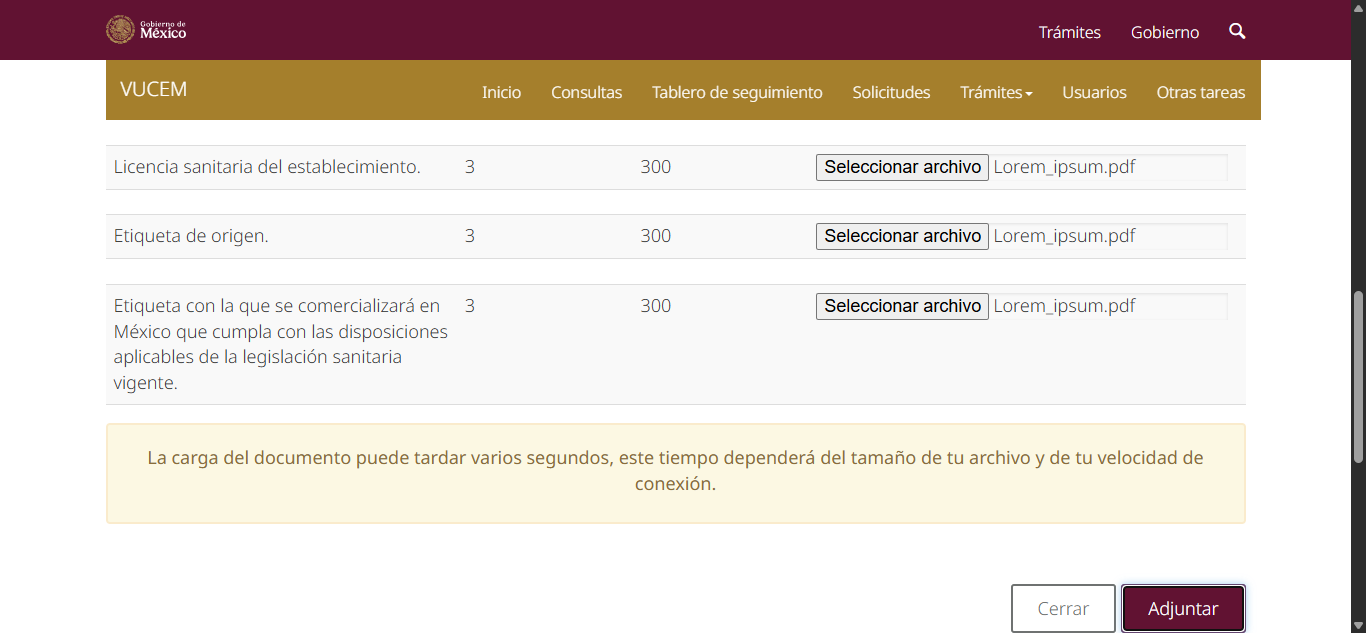 Gobierno de
México
Trámites Gobierno
VUCEM
Inicio Consultas Tablero de seguimiento Solicitudes Trámites Usuarios Otras tareas
Licencia sanitaria del establecimiento. 3 300 Seleccionar archivo Lorem_ipsum.pdf
Etiqueta de origen. 3 300 Seleccionar archivo Lorem_ipsum.pdf
Etiqueta con la que se comercializará en 3 300 Seleccionar archivo Lorem_ipsum.pdf
México que cumpla con las disposiciones
aplicables de la legislación sanitaria
vigente.
La carga del documento puede tardar varios segundos, este tiempo dependerá del tamaño de tu archivo y de tu velocidad de
conexión.
Cerrar Adjuntar